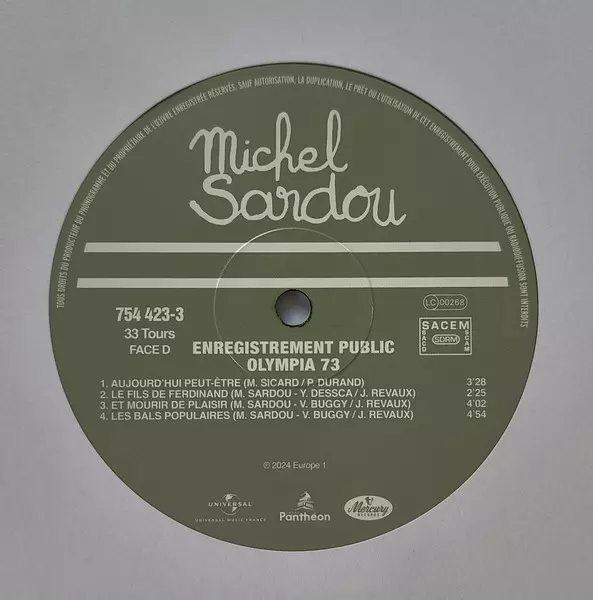 TOUS DROITS DU PRODUCTEUR DU PHONOGRAMME ET DU PROPRIÉTAIRE DE L'ŒUVRE ENREGISTRÉE RÉSERVÉS. SAUF AUTORISATION, LA DUPLICATION, LE PRÊT OU L'UTILISATION DE CET ENREGISTREMENT POUR EXÉCUTION PUBLIQUE OU RADIODIFFUSION SONT INTERDITS
Michel
Sardou
754 423-3
33 Tours
FACE D
ENREGISTREMENT PUBLIC
OLYMPIA 73
LC 00268
SACEM
SACD
SDRM
SCAM
1. AUJOURD'HUI PEUT-ÊTRE (M. SICARD / P. DURAND) 3'28
2. LE FILS DE FERDINAND (M. SARDOU - Y. DESSCA / J. REVAUX) 2'25
3. ET MOURIR DE PLAISIR (M. SARDOU - V. BUGGY / J. REVAUX) 4'02
4. LES BALS POPULAIRES (M. SARDOU - V. BUGGY / J. REVAUX) 4'54
℗ 2024 Europe 1
UNIVERSAL
UNIVERSAL MUSIC FRANCE
Panthéon
Mercury
RECORDS